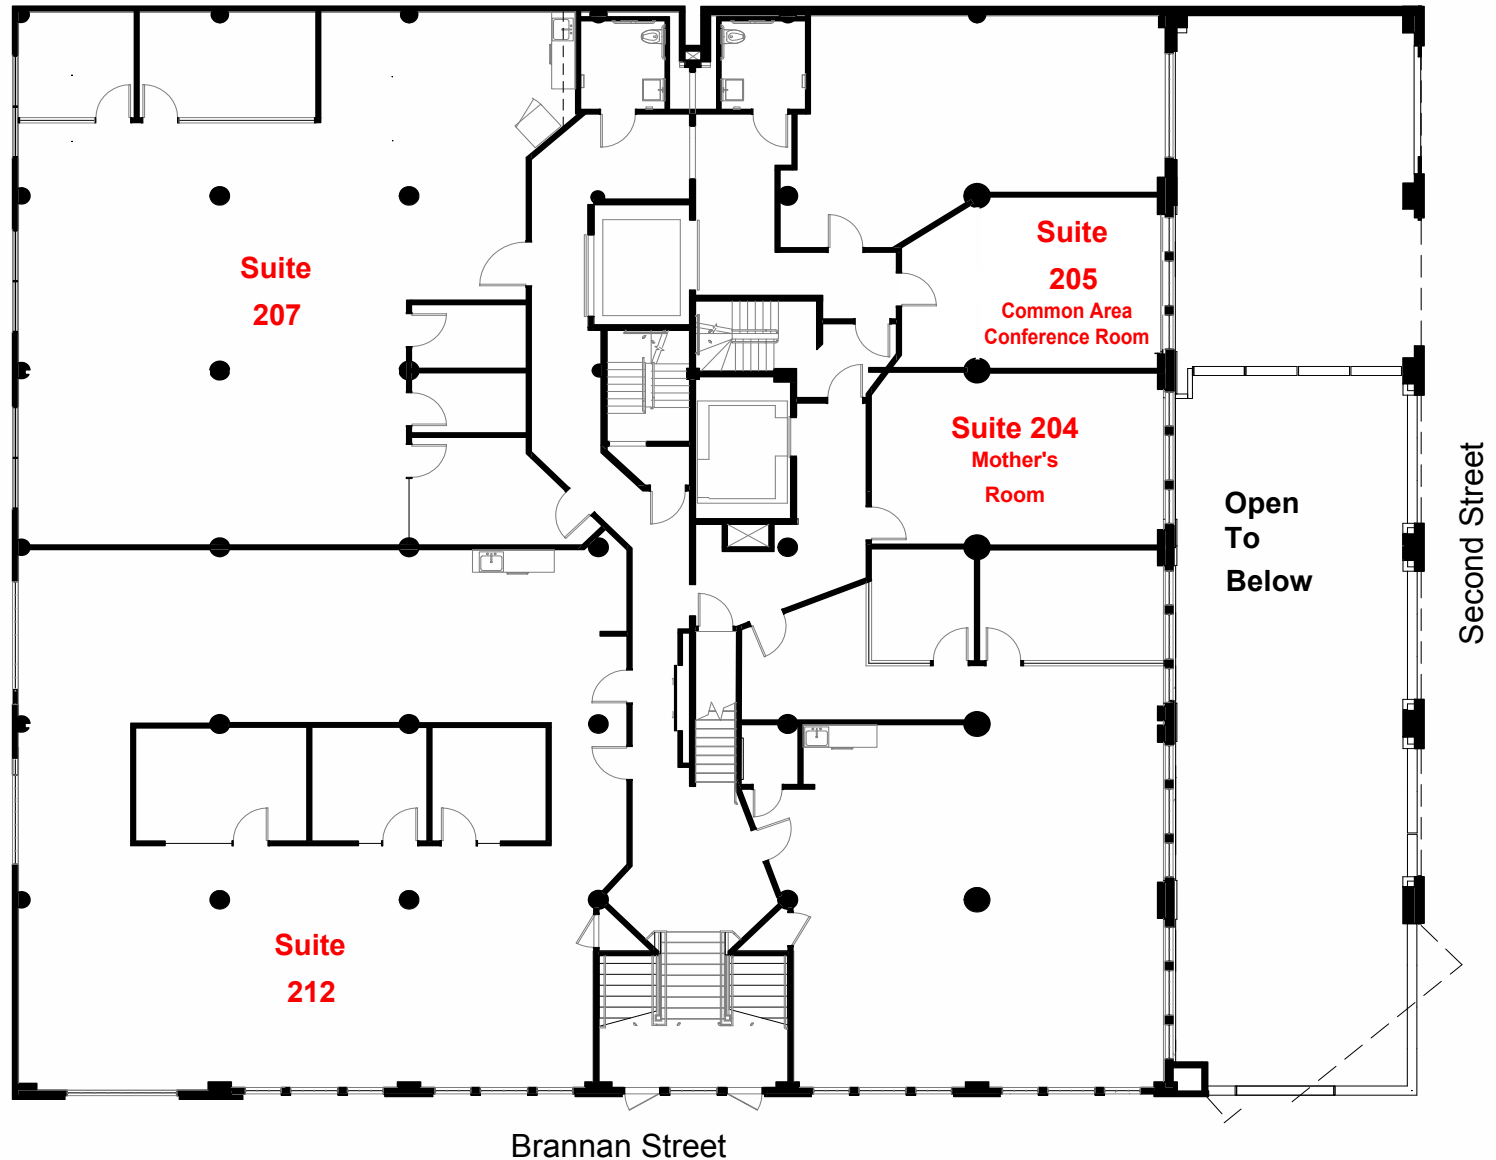 Suite
207
Suite
205
Common Area
Conference Room
Suite 204
Mother's
Room
Open
To
Below
Second Street
Suite
212
Brannan Street